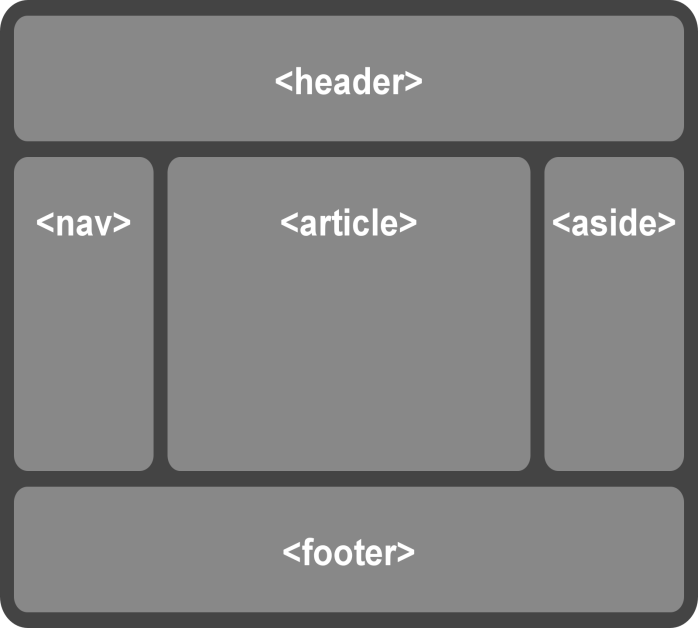 <header>
<nav>
<article>
<aside>
<footer>